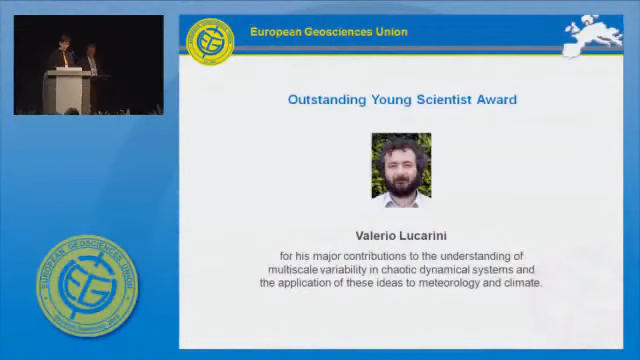 European Geosciences Union
Outstanding Young Scientist Award
Valerio Lucarini
for his major contributions to the understanding of
multiscale variability in chaotic dynamical systems and
the application of these ideas to meteorology and climate.
EUROPEAN GEOSCIENCES UNION
EGU